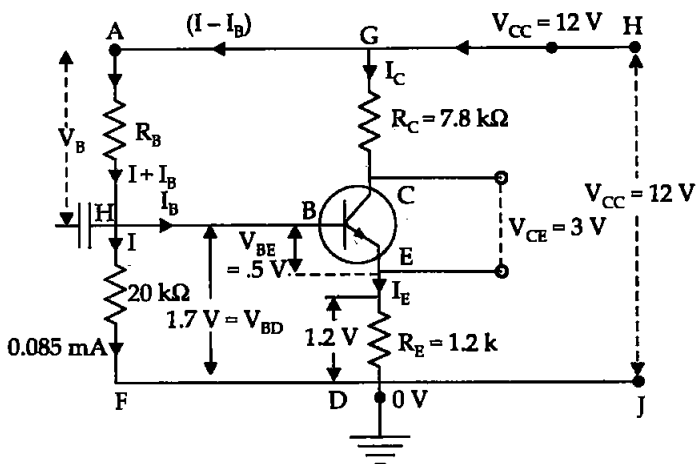 (I – I_B)
V_CC = 12 V
H
A
G
I_C
R_C = 7.8 kΩ
R_B
V_B
I + I_B
I_B
H
B
C
V_CC = 12 V
V_CE = 3 V
V_BE
= .5 V
E
I
I_E
20 kΩ
1.7 V = V_BD
1.2 V
R_E = 1.2 k
0.085 mA
F
D
0 V
J